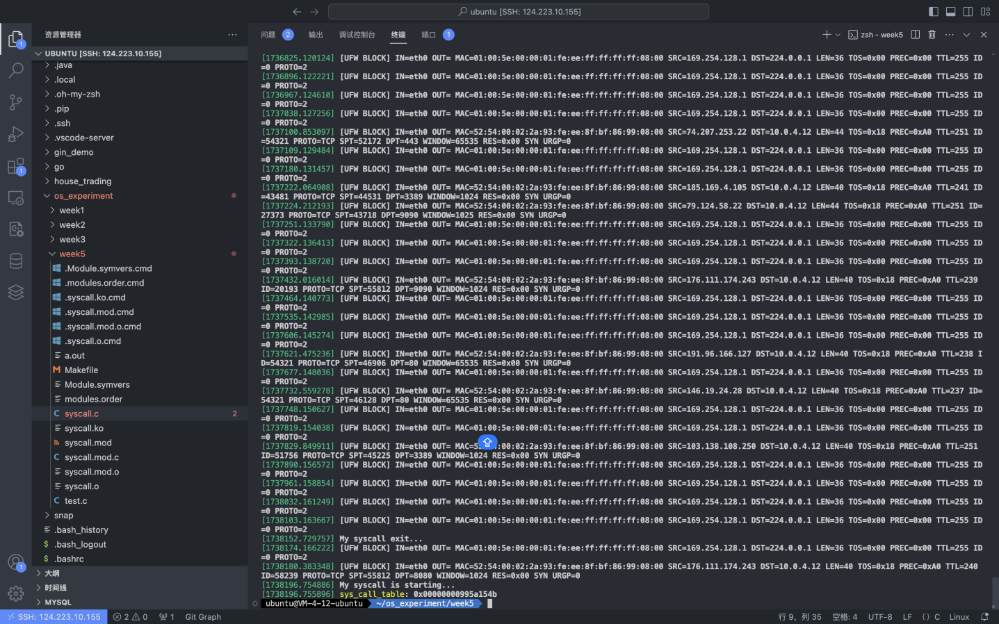 ubuntu [SSH: 124.223.10.155]
资源管理器
UBUNTU [SSH: 124.223.10.155]
.java
.local
.oh-my-zsh
.pip
.ssh
.vscode-server
gin_demo
go
house_trading
os_experiment
week1
week2
week3
week5
.Module.symvers.cmd
.modules.order.cmd
.syscall.ko.cmd
.syscall.mod.cmd
.syscall.mod.o.cmd
.syscall.o.cmd
a.out
Makefile
Module.symvers
modules.order
syscall.c 2
syscall.ko
syscall.mod
syscall.mod.c
syscall.mod.o
syscall.o
test.c
snap
.bash_history
.bash_logout
.bashrc
大纲
时间线
MYSQL
问题 2 输出 调试控制台 终端 端口 1 zsh - week5
[1736825.120124] [UFW BLOCK] IN=eth0 OUT= MAC=01:00:5e:00:00:01:fe:ee:ff:ff:ff:ff:08:00 SRC=169.254.128.1 DST=224.0.0.1 LEN=36 TOS=0x00 PREC=0x00 TTL=255 ID
=0 PROTO=2
[1736896.122221] [UFW BLOCK] IN=eth0 OUT= MAC=01:00:5e:00:00:01:fe:ee:ff:ff:ff:ff:08:00 SRC=169.254.128.1 DST=224.0.0.1 LEN=36 TOS=0x00 PREC=0x00 TTL=255 ID
=0 PROTO=2
[1736967.124610] [UFW BLOCK] IN=eth0 OUT= MAC=01:00:5e:00:00:01:fe:ee:ff:ff:ff:ff:08:00 SRC=169.254.128.1 DST=224.0.0.1 LEN=36 TOS=0x00 PREC=0x00 TTL=255 ID
=0 PROTO=2
[1737038.127256] [UFW BLOCK] IN=eth0 OUT= MAC=01:00:5e:00:00:01:fe:ee:ff:ff:ff:ff:08:00 SRC=169.254.128.1 DST=224.0.0.1 LEN=36 TOS=0x00 PREC=0x00 TTL=255 ID
=0 PROTO=2
[1737100.853097] [UFW BLOCK] IN=eth0 OUT= MAC=52:54:00:02:2a:93:fe:ee:8f:bf:86:99:08:00 SRC=74.207.253.22 DST=10.0.4.12 LEN=44 TOS=0x18 PREC=0xA0 TTL=251 ID
=54321 PROTO=TCP SPT=52172 DPT=443 WINDOW=65535 RES=0x00 SYN URGP=0
[1737109.129484] [UFW BLOCK] IN=eth0 OUT= MAC=01:00:5e:00:00:01:fe:ee:ff:ff:ff:ff:08:00 SRC=169.254.128.1 DST=224.0.0.1 LEN=36 TOS=0x00 PREC=0x00 TTL=255 ID
=0 PROTO=2
[1737180.131457] [UFW BLOCK] IN=eth0 OUT= MAC=01:00:5e:00:00:01:fe:ee:ff:ff:ff:ff:08:00 SRC=169.254.128.1 DST=224.0.0.1 LEN=36 TOS=0x00 PREC=0x00 TTL=255 ID
=0 PROTO=2
[1737222.064908] [UFW BLOCK] IN=eth0 OUT= MAC=52:54:00:02:2a:93:fe:ee:8f:bf:86:99:08:00 SRC=185.169.4.105 DST=10.0.4.12 LEN=40 TOS=0x18 PREC=0xA0 TTL=241 ID
=43481 PROTO=TCP SPT=44531 DPT=3389 WINDOW=1024 RES=0x00 SYN URGP=0
[1737224.212193] [UFW BLOCK] IN=eth0 OUT= MAC=52:54:00:02:2a:93:fe:ee:8f:bf:86:99:08:00 SRC=79.124.58.22 DST=10.0.4.12 LEN=44 TOS=0x18 PREC=0xA0 TTL=251 ID=
27373 PROTO=TCP SPT=43718 DPT=9090 WINDOW=1025 RES=0x00 SYN URGP=0
[1737251.133790] [UFW BLOCK] IN=eth0 OUT= MAC=01:00:5e:00:00:01:fe:ee:ff:ff:ff:ff:08:00 SRC=169.254.128.1 DST=224.0.0.1 LEN=36 TOS=0x00 PREC=0x00 TTL=255 ID
=0 PROTO=2
[1737322.136413] [UFW BLOCK] IN=eth0 OUT= MAC=01:00:5e:00:00:01:fe:ee:ff:ff:ff:ff:08:00 SRC=169.254.128.1 DST=224.0.0.1 LEN=36 TOS=0x00 PREC=0x00 TTL=255 ID
=0 PROTO=2
[1737393.138720] [UFW BLOCK] IN=eth0 OUT= MAC=01:00:5e:00:00:01:fe:ee:ff:ff:ff:ff:08:00 SRC=169.254.128.1 DST=224.0.0.1 LEN=36 TOS=0x00 PREC=0x00 TTL=255 ID
=0 PROTO=2
[1737432.016014] [UFW BLOCK] IN=eth0 OUT= MAC=52:54:00:02:2a:93:fe:ee:8f:bf:86:99:08:00 SRC=176.111.174.243 DST=10.0.4.12 LEN=40 TOS=0x18 PREC=0xA0 TTL=239
ID=20193 PROTO=TCP SPT=55812 DPT=9090 WINDOW=1024 RES=0x00 SYN URGP=0
[1737464.140773] [UFW BLOCK] IN=eth0 OUT= MAC=01:00:5e:00:00:01:fe:ee:ff:ff:ff:ff:08:00 SRC=169.254.128.1 DST=224.0.0.1 LEN=36 TOS=0x00 PREC=0x00 TTL=255 ID
=0 PROTO=2
[1737535.142985] [UFW BLOCK] IN=eth0 OUT= MAC=01:00:5e:00:00:01:fe:ee:ff:ff:ff:ff:08:00 SRC=169.254.128.1 DST=224.0.0.1 LEN=36 TOS=0x00 PREC=0x00 TTL=255 ID
=0 PROTO=2
[1737606.145274] [UFW BLOCK] IN=eth0 OUT= MAC=01:00:5e:00:00:01:fe:ee:ff:ff:ff:ff:08:00 SRC=169.254.128.1 DST=224.0.0.1 LEN=36 TOS=0x00 PREC=0x00 TTL=255 ID
=0 PROTO=2
[1737621.475236] [UFW BLOCK] IN=eth0 OUT= MAC=52:54:00:02:2a:93:fe:ee:8f:bf:86:99:08:00 SRC=191.96.166.127 DST=10.0.4.12 LEN=40 TOS=0x18 PREC=0xA0 TTL=238 I
D=54321 PROTO=TCP SPT=46906 DPT=80 WINDOW=65535 RES=0x00 SYN URGP=0
[1737677.148036] [UFW BLOCK] IN=eth0 OUT= MAC=01:00:5e:00:00:01:fe:ee:ff:ff:ff:ff:08:00 SRC=169.254.128.1 DST=224.0.0.1 LEN=36 TOS=0x00 PREC=0x00 TTL=255 ID
=0 PROTO=2
[1737732.559278] [UFW BLOCK] IN=eth0 OUT= MAC=52:54:00:02:2a:93:fe:ee:8f:bf:86:99:08:00 SRC=146.19.24.28 DST=10.0.4.12 LEN=40 TOS=0x18 PREC=0xA0 TTL=237 ID=
54321 PROTO=TCP SPT=46128 DPT=80 WINDOW=65535 RES=0x00 SYN URGP=0
[1737748.150627] [UFW BLOCK] IN=eth0 OUT= MAC=01:00:5e:00:00:01:fe:ee:ff:ff:ff:ff:08:00 SRC=169.254.128.1 DST=224.0.0.1 LEN=36 TOS=0x00 PREC=0x00 TTL=255 ID
=0 PROTO=2
[1737819.154038] [UFW BLOCK] IN=eth0 OUT= MAC=01:00:5e:00:00:01:fe:ee:ff:ff:ff:ff:08:00 SRC=169.254.128.1 DST=224.0.0.1 LEN=36 TOS=0x00 PREC=0x00 TTL=255 ID
=0 PROTO=2
[1737829.849911] [UFW BLOCK] IN=eth0 OUT= :00:02:2a:93:fe:ee:8f:bf:86:99:08:00 SRC=103.138.108.250 DST=10.0.4.12 LEN=40 TOS=0x18 PREC=0xA0 TTL=251
ID=51756 PROTO=TCP SPT=45225 DPT=3389 WINDOW=1024 RES=0x00 SYN URGP=0
[1737890.156572] [UFW BLOCK] IN=eth0 OUT= MAC=01:00:5e:00:00:01:fe:ee:ff:ff:ff:ff:08:00 SRC=169.254.128.1 DST=224.0.0.1 LEN=36 TOS=0x00 PREC=0x00 TTL=255 ID
=0 PROTO=2
[1737961.158854] [UFW BLOCK] IN=eth0 OUT= MAC=01:00:5e:00:00:01:fe:ee:ff:ff:ff:ff:08:00 SRC=169.254.128.1 DST=224.0.0.1 LEN=36 TOS=0x00 PREC=0x00 TTL=255 ID
=0 PROTO=2
[1738032.161249] [UFW BLOCK] IN=eth0 OUT= MAC=01:00:5e:00:00:01:fe:ee:ff:ff:ff:ff:08:00 SRC=169.254.128.1 DST=224.0.0.1 LEN=36 TOS=0x00 PREC=0x00 TTL=255 ID
=0 PROTO=2
[1738103.163667] [UFW BLOCK] IN=eth0 OUT= MAC=01:00:5e:00:00:01:fe:ee:ff:ff:ff:ff:08:00 SRC=169.254.128.1 DST=224.0.0.1 LEN=36 TOS=0x00 PREC=0x00 TTL=255 ID
=0 PROTO=2
[1738152.729757] My syscall exit...
[1738174.166222] [UFW BLOCK] IN=eth0 OUT= MAC=01:00:5e:00:00:01:fe:ee:ff:ff:ff:ff:08:00 SRC=169.254.128.1 DST=224.0.0.1 LEN=36 TOS=0x00 PREC=0x00 TTL=255 ID
=0 PROTO=2
[1738180.383348] [UFW BLOCK] IN=eth0 OUT= MAC=52:54:00:02:2a:93:fe:ee:8f:bf:86:99:08:00 SRC=176.111.174.243 DST=10.0.4.12 LEN=40 TOS=0x18 PREC=0xA0 TTL=240
ID=58239 PROTO=TCP SPT=55812 DPT=8080 WINDOW=1024 RES=0x00 SYN URGP=0
[1738196.754886] My syscall is starting...
[1738196.755896] sys_call_table: 0x00000000995a154b
ubuntu@VM-4-12-ubuntu ~/os_experiment/week5
SSH: 124.223.10.155 2 0 1 Git Graph 行 9，列 35 空格: 4 UTF-8 LF {} C Linux